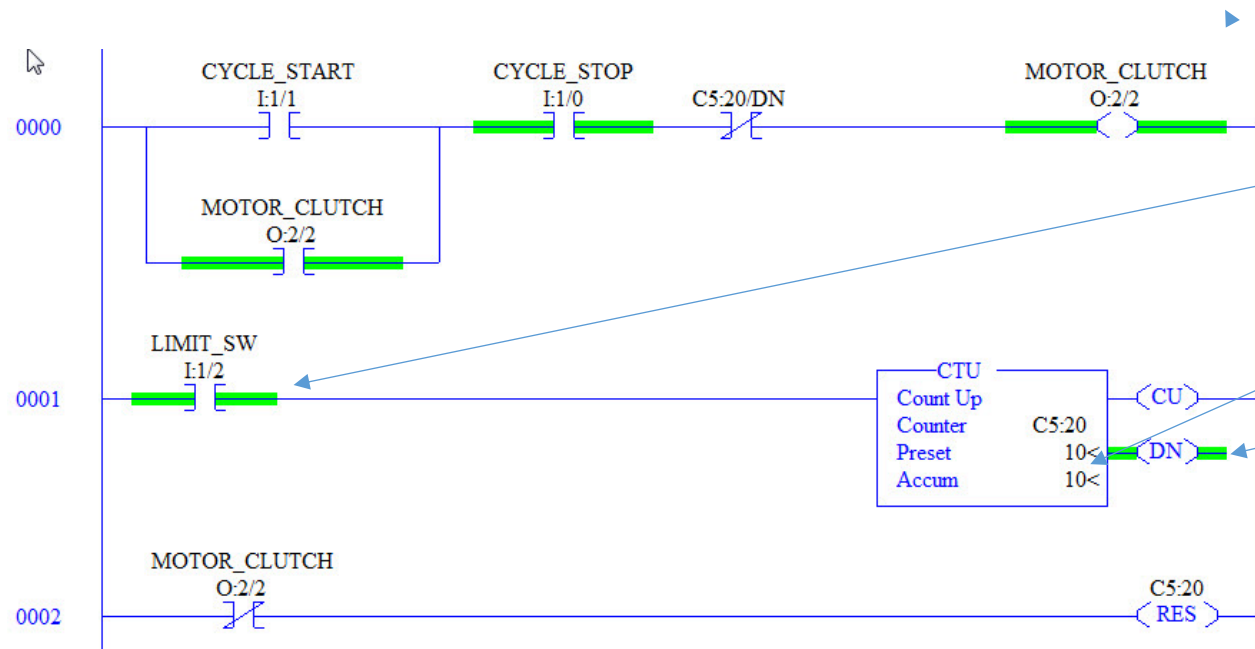 CYCLE_START CYCLE_STOP MOTOR_CLUTCH
I:1/1 I:1/0 C5:20/DN O:2/2
0000
MOTOR_CLUTCH
O:2/2
LIMIT_SW
I:1/2
0001
CTU
Count Up
Counter C5:20
Preset 10<
Accum 10<
CU
DN
MOTOR_CLUTCH
O:2/2 C5:20
0002 RES